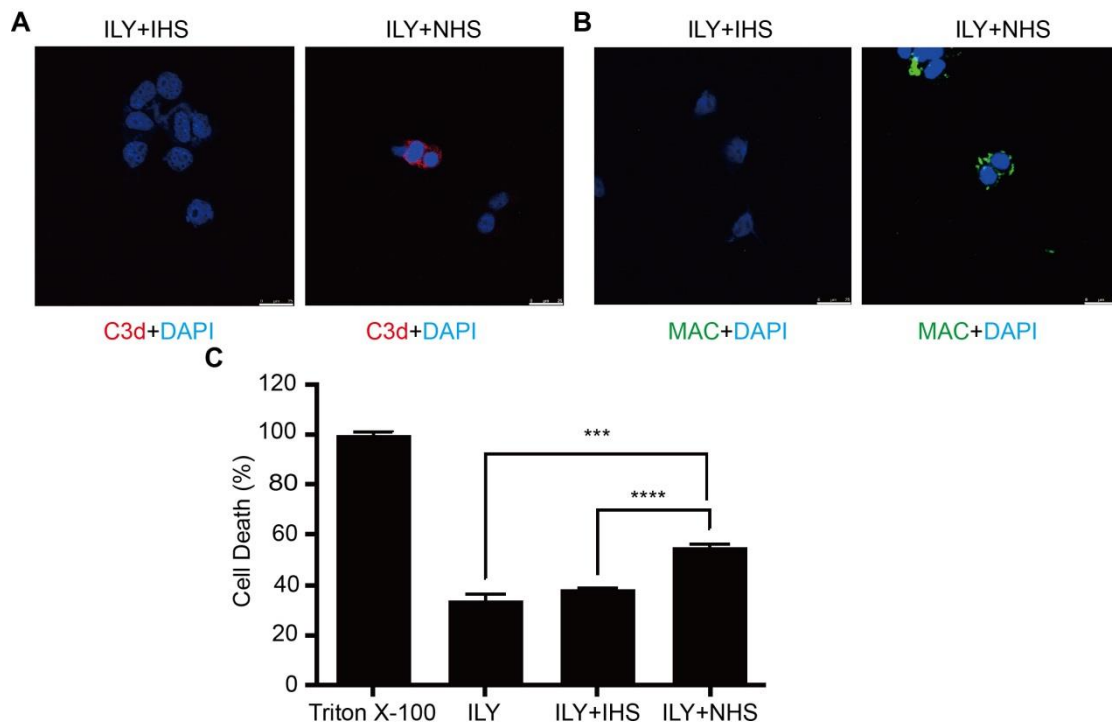 A
ILY+IHS
ILY+NHS
B
ILY+IHS
ILY+NHS
C3d+DAPI
C3d+DAPI
MAC+DAPI
MAC+DAPI
C
Cell Death (%)
120
100
80
60
40
20
0
***
****
Triton X-100
ILY
ILY+IHS
ILY+NHS